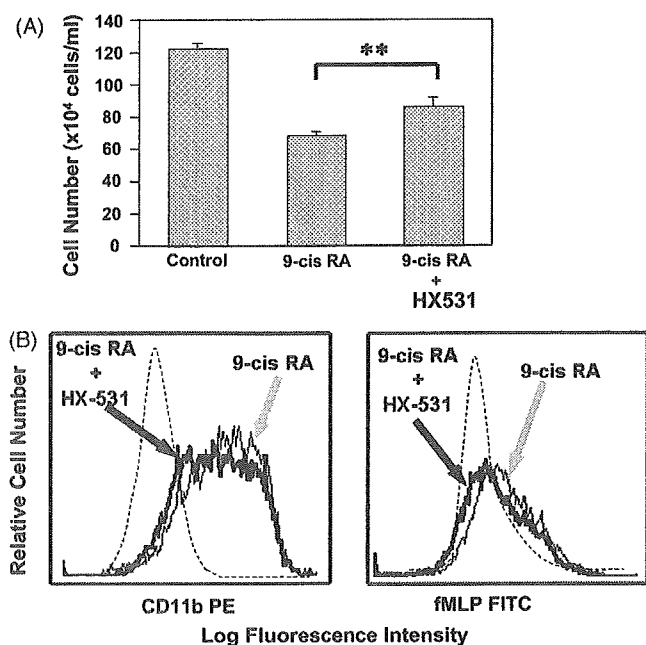 (A)
Cell Number (x10⁴ cells/ml)
140
120
100
80
60
40
20
0
**
Control
9-cis RA
9-cis RA
+
HX531
(B)
Relative Cell Number
9-cis RA
+
HX-531
9-cis RA
CD11b PE
9-cis RA
+
HX-531
9-cis RA
fMLP FITC
Log Fluorescence Intensity